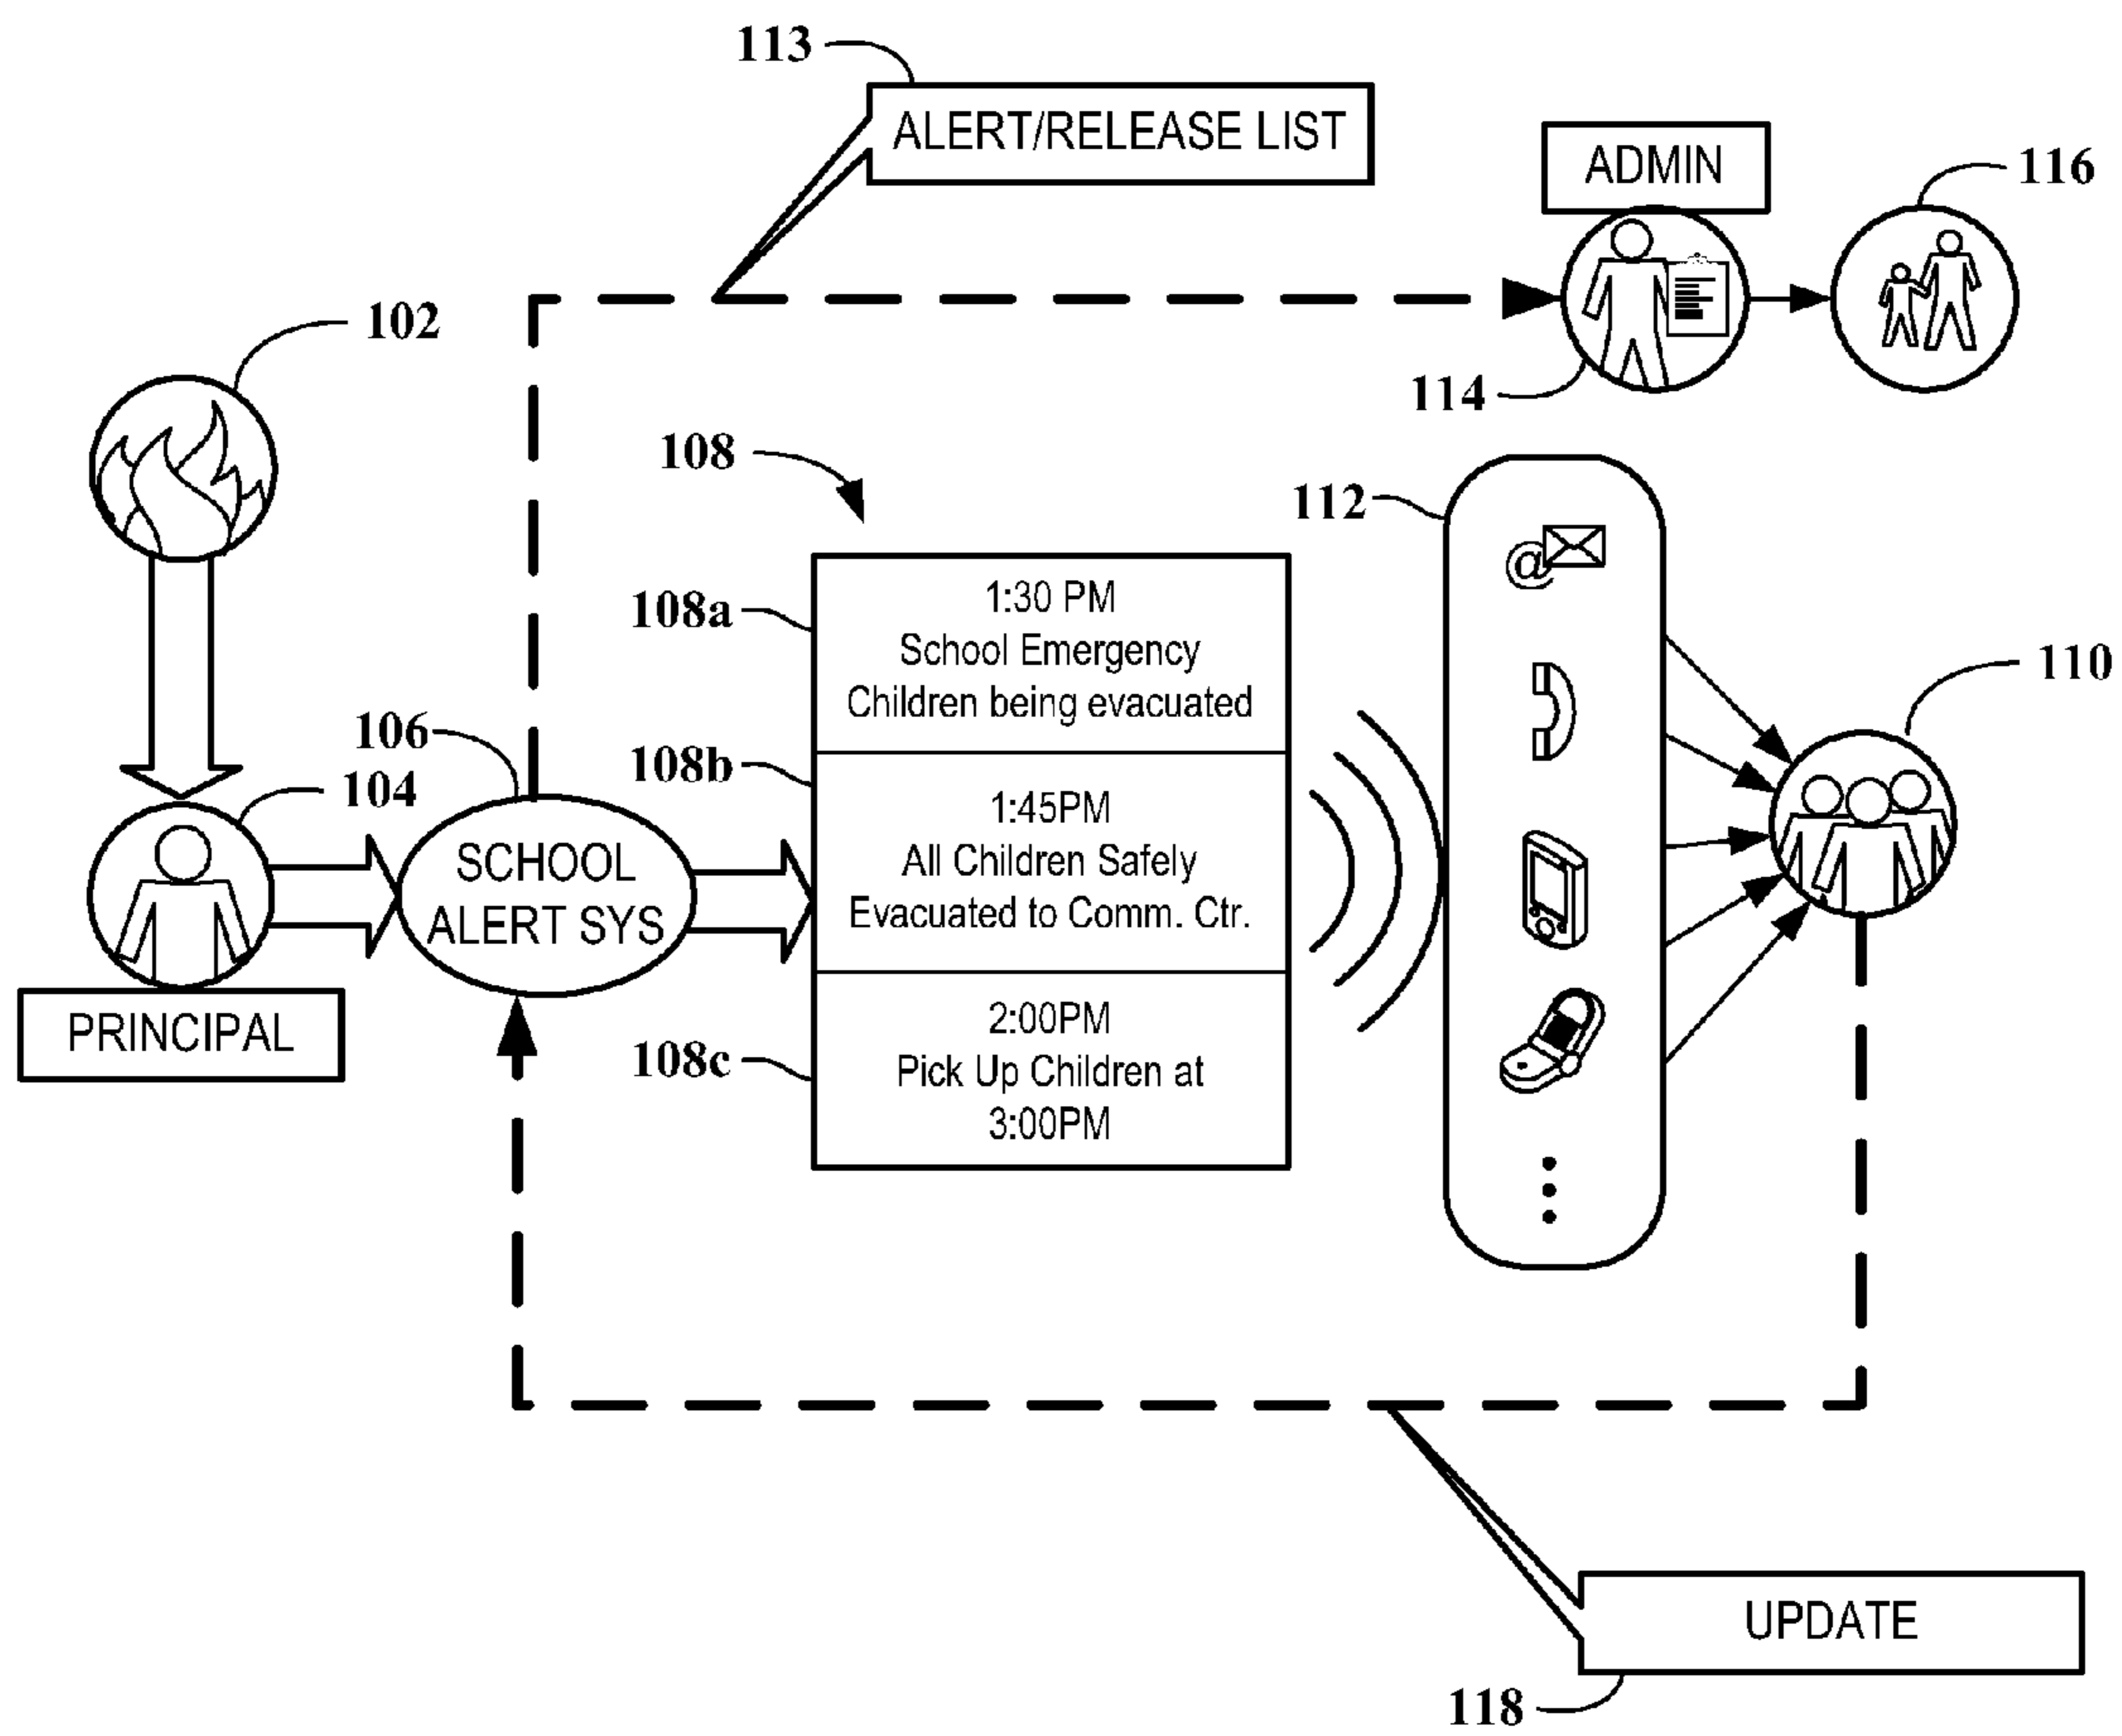 113
ALERT/RELEASE LIST
ADMIN
116
102
114
108
112
108a
1:30 PM
School Emergency
Children being evacuated
110
106
108b
104
1:45PM
All Children Safely
Evacuated to Comm. Ctr.
SCHOOL
ALERT SYS
PRINCIPAL
108c
2:00PM
Pick Up Children at
3:00PM
@
UPDATE
118